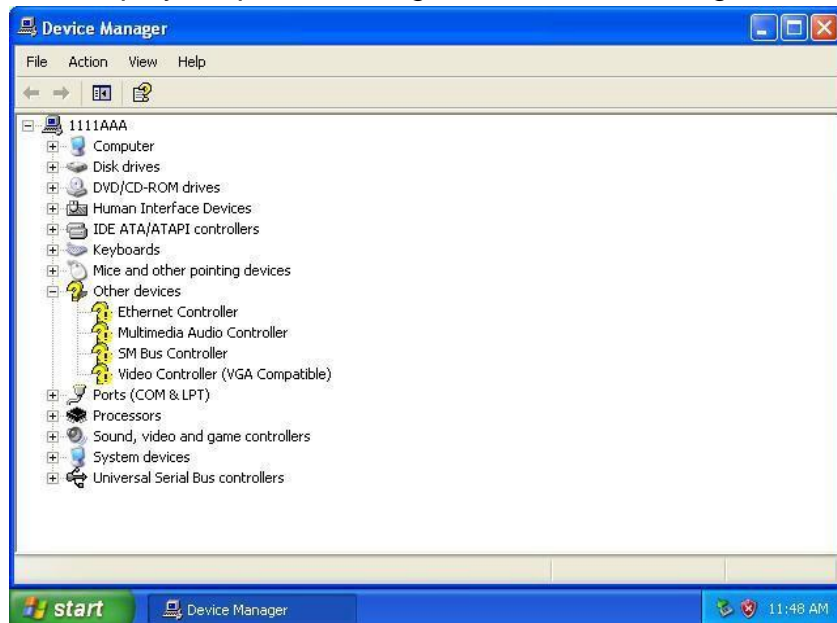 Device Manager
File Action View Help
1111AAA
Computer
Disk drives
DVD/CD-ROM drives
Human Interface Devices
IDE ATA/ATAPI controllers
Keyboards
Mice and other pointing devices
Other devices
Ethernet Controller
Multimedia Audio Controller
SM Bus Controller
Video Controller (VGA Compatible)
Ports (COM & LPT)
Processors
Sound, video and game controllers
System devices
Universal Serial Bus controllers
start Device Manager 11:48 AM